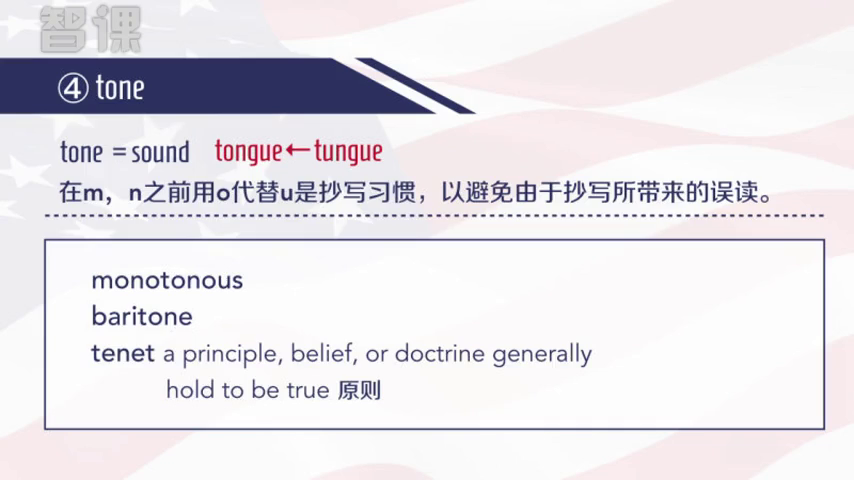 智课
④ tone
tone = sound tongue←tungue
在m，n之前用o代替u是抄写习惯，以避免由于抄写所带来的误读。
monotonous
baritone
tenet a principle, belief, or doctrine generally
hold to be true 原则